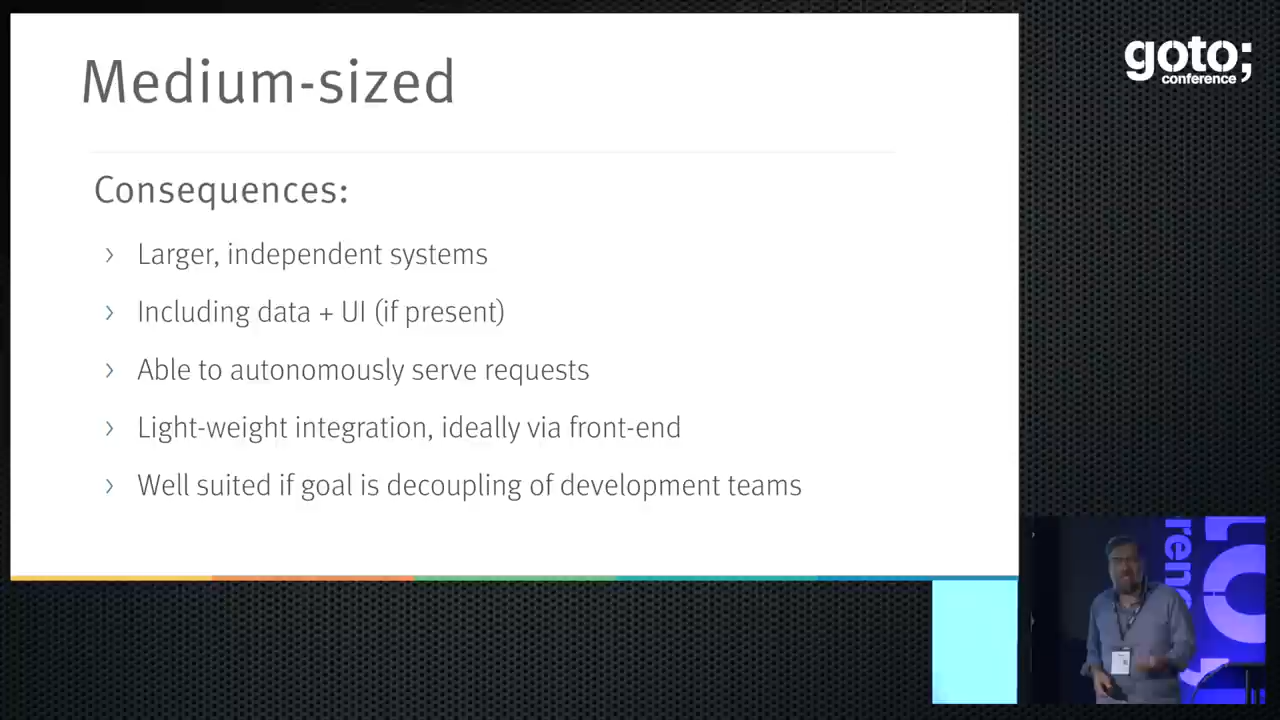 Medium-sized
Consequences:
› Larger, independent systems
› Including data + UI (if present)
› Able to autonomously serve requests
› Light-weight integration, ideally via front-end
› Well suited if goal is decoupling of development teams
goto;
conference